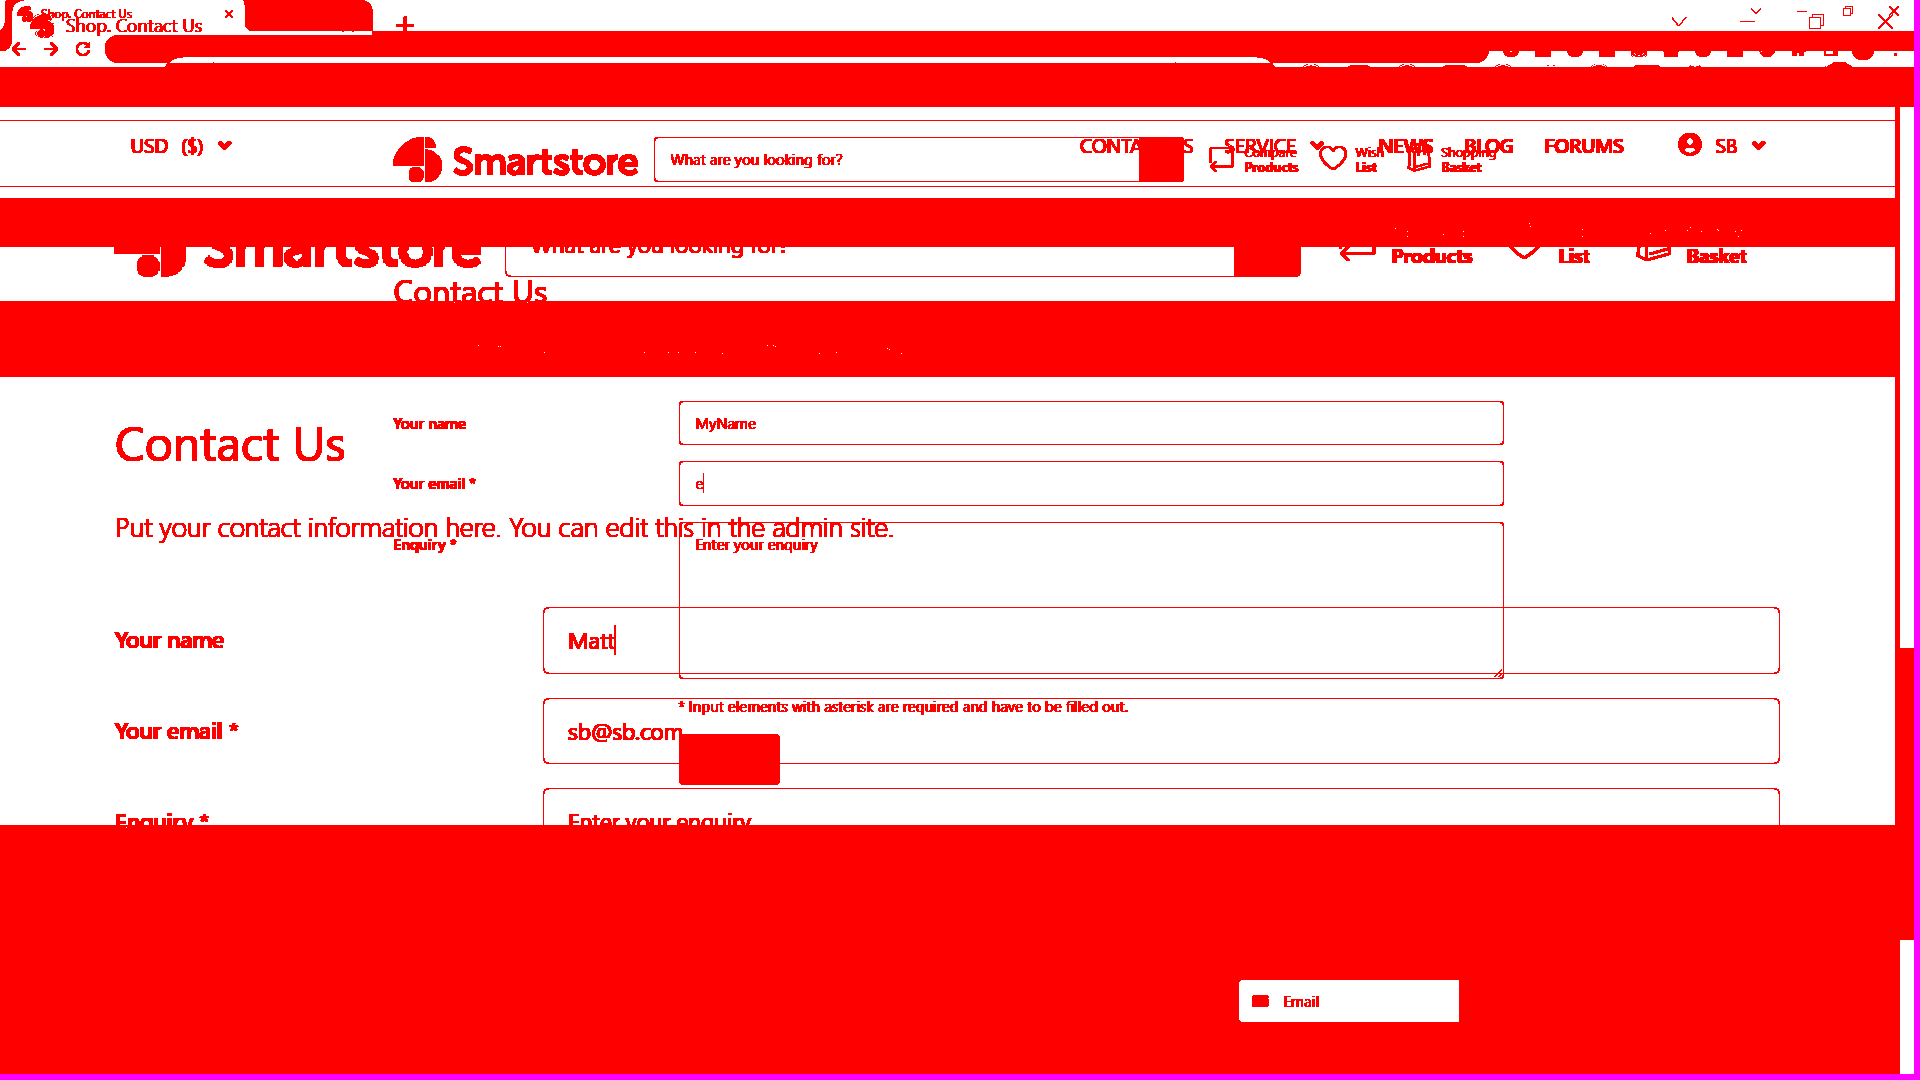 Shop. Contact Us
Shop. Contact Us
USD ($)
SERVICE
NEWS
BLOG
FORUMS
SB
Smartstore
What are you looking for?
Compare Products
Wish List
Shopping Basket
Smartstore
What are you looking for?
Products
List
Basket
Contact Us
Your name
MyName
Contact Us
Your email *
e
Put your contact information here. You can edit this in the admin site.
Enquiry *
Enter your enquiry
Your name
Matt
* Input elements with asterisk are required and have to be filled out.
Your email *
sb@sb.com
Enquiry *
Enter your enquiry
Email